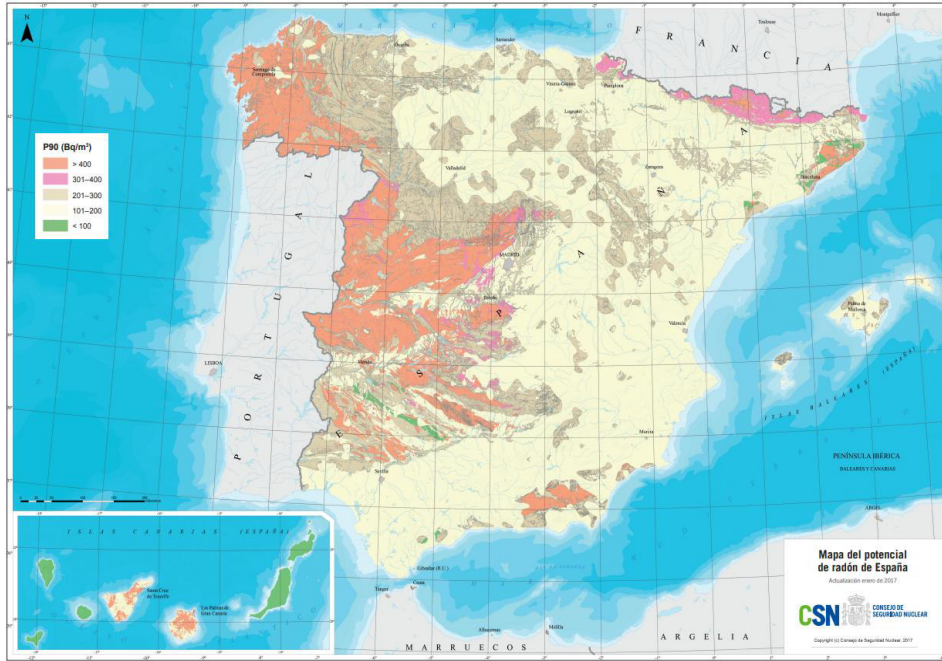 N
MAR CANTÁBRICO
FRANCIA
Toulouse
Montpellier
Oviedo
Santander
Santiago de
Compostela
Vitoria-Gasteiz
Pamplona
Logroño
P90 (Bq/m³)
> 400
301–400
201–300
101–200
< 100
Valladolid
Zaragoza
Barcelona
PORTUGAL
ESPAÑA
MADRID
Toledo
Valencia
Palma de
Mallorca
LISBOA
Mérida
ISLAS BALEARES (ESPAÑA)
Murcia
Sevilla
PENÍNSULA IBÉRICA
BALEARES Y CANARIAS
ARGEL
ISLAS CANARIAS (ESPAÑA)
Santa Cruz
de Tenerife
Las Palmas de
Gran Canaria
Gibraltar (R.U.)
Tánger
Ceuta
Alhucemas
Melilla
MARRUECOS
ARGELIA
Mapa del potencial
de radón de España
Actualización enero de 2017
CSN
CONSEJO DE
SEGURIDAD NUCLEAR
Copyright (c) Consejo de Seguridad Nuclear. 2017